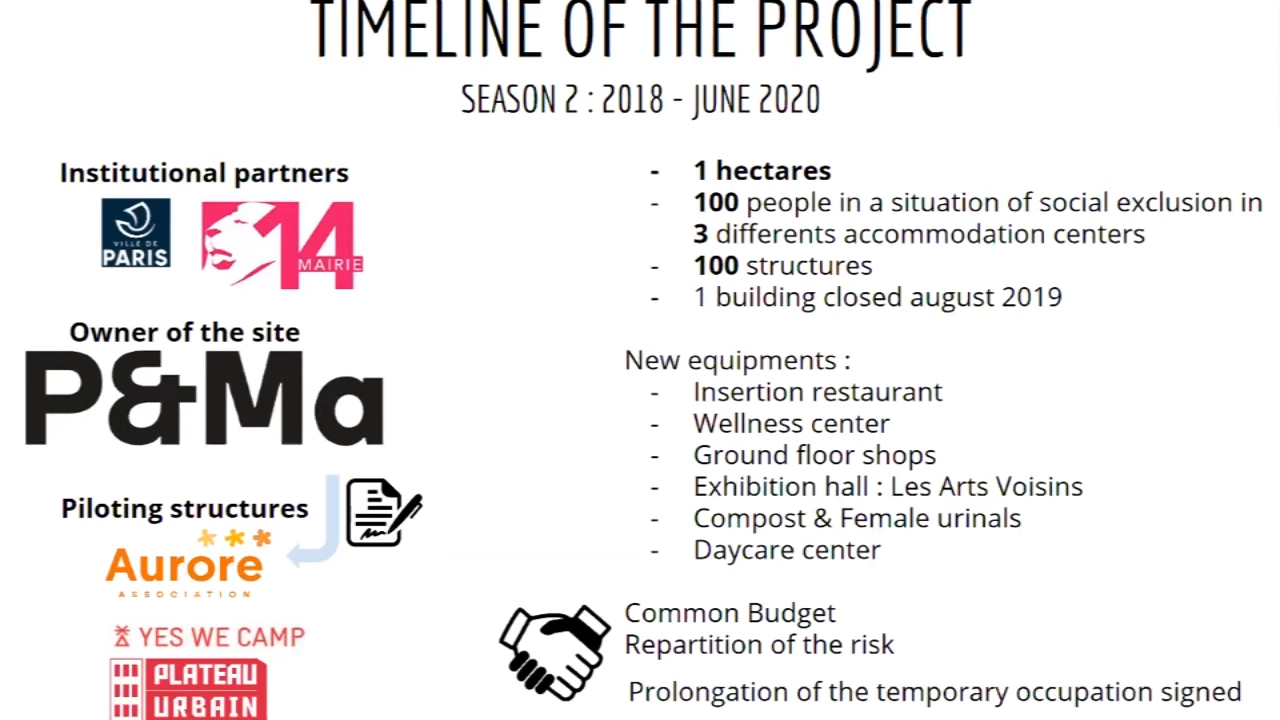 TIMELINE OF THE PROJECT
SEASON 2 : 2018 - JUNE 2020
Institutional partners
VILLE DE
PARIS
14
MAIRIE
Owner of the site
P&Ma
Piloting structures
Aurore
ASSOCIATION
YES WE CAMP
PLATEAU
URBAIN
- 1 hectares
- 100 people in a situation of social exclusion in
3 differents accommodation centers
- 100 structures
- 1 building closed august 2019
New equipments :
- Insertion restaurant
- Wellness center
- Ground floor shops
- Exhibition hall : Les Arts Voisins
- Compost & Female urinals
- Daycare center
Common Budget
Repartition of the risk
Prolongation of the temporary occupation signed